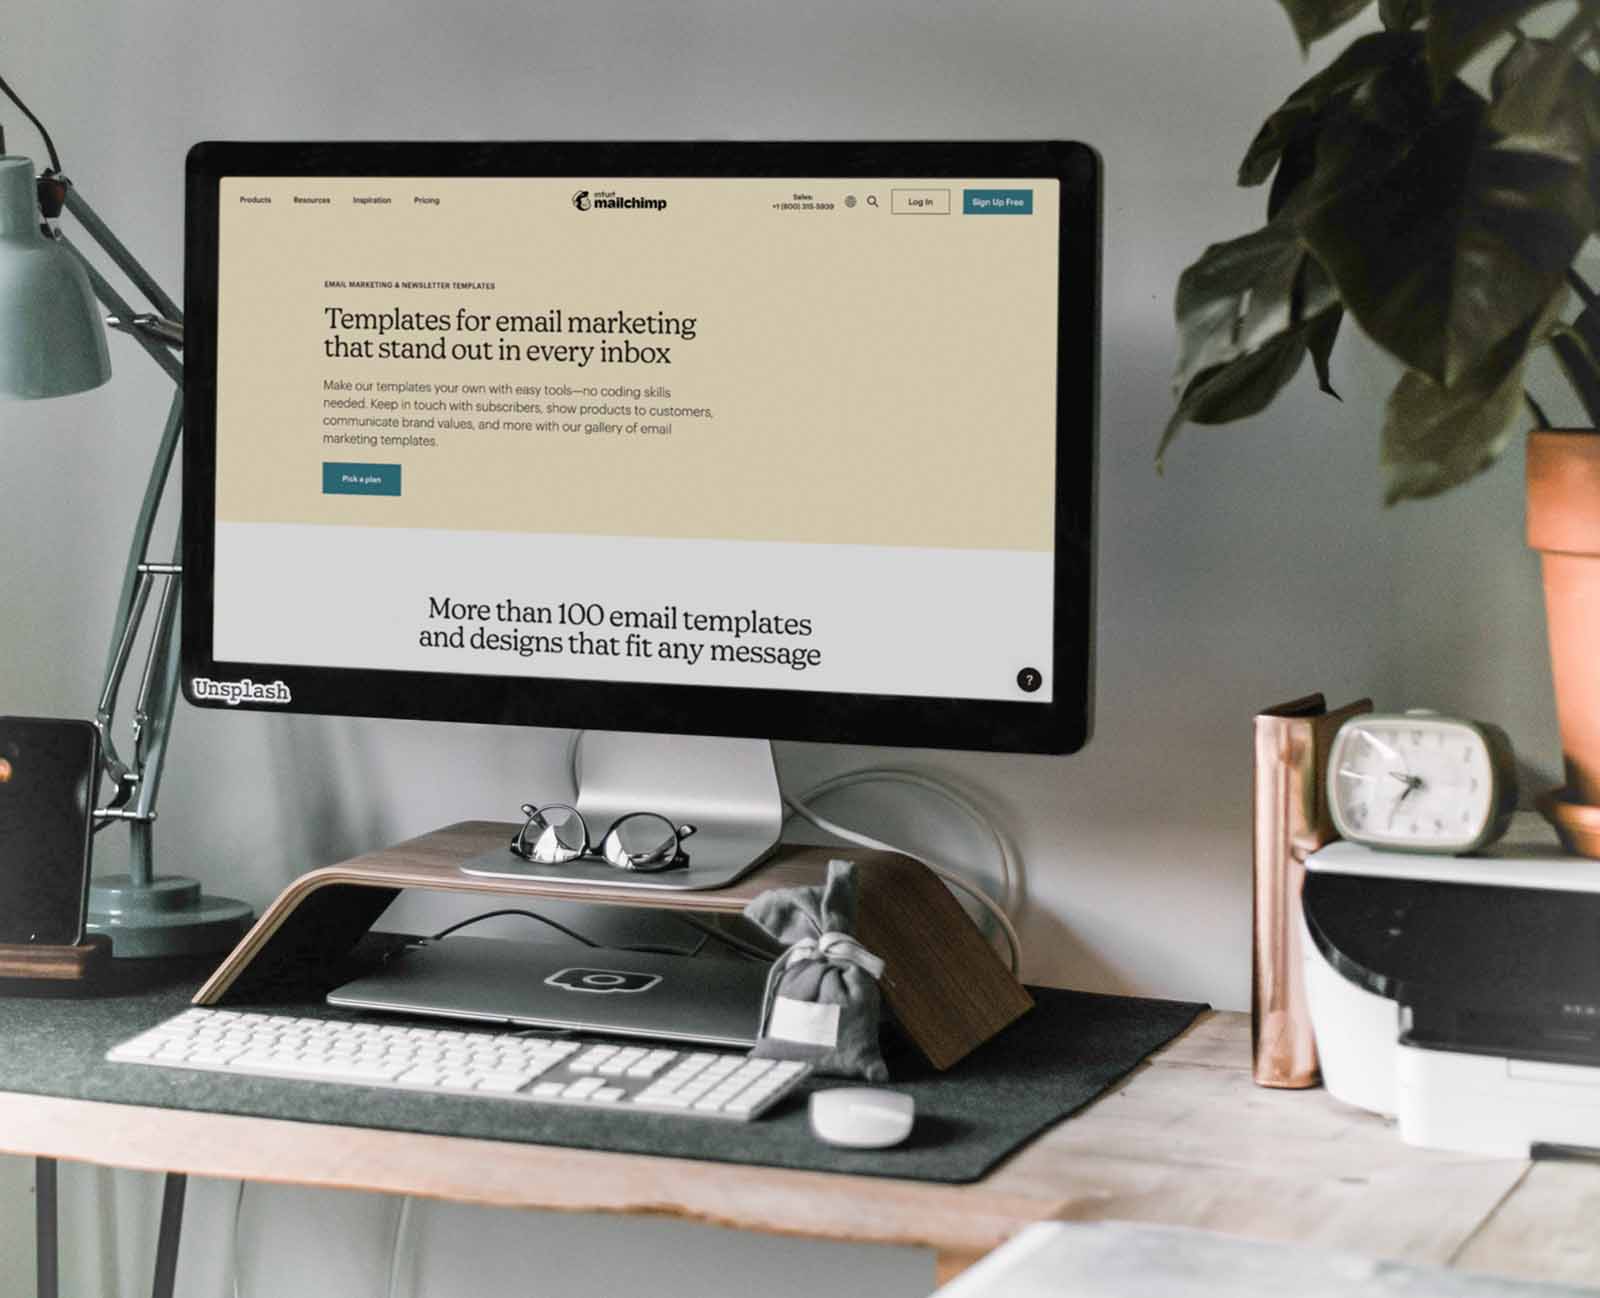 Products Resources Inspiration Pricing
intuit
mailchimp
Sales:
+1 (800) 315-5939
Log In
Sign Up Free
EMAIL MARKETING & NEWSLETTER TEMPLATES
Templates for email marketing
that stand out in every inbox
Make our templates your own with easy tools—no coding skills
needed. Keep in touch with subscribers, show products to customers,
communicate brand values, and more with our gallery of email
marketing templates.
Pick a plan
More than 100 email templates
and designs that fit any message
?
Unsplash